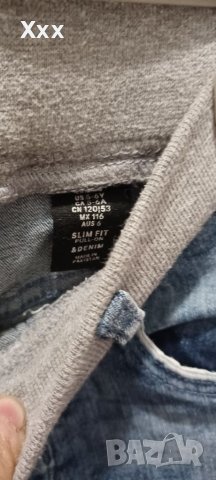 Xxx
US 5-6Y
CA 5-6A
CN 120|53
MX 116
AUS 6
SLIM FIT
PULL-ON
&DENIM
MADE IN
PAKISTAN
BAZAR